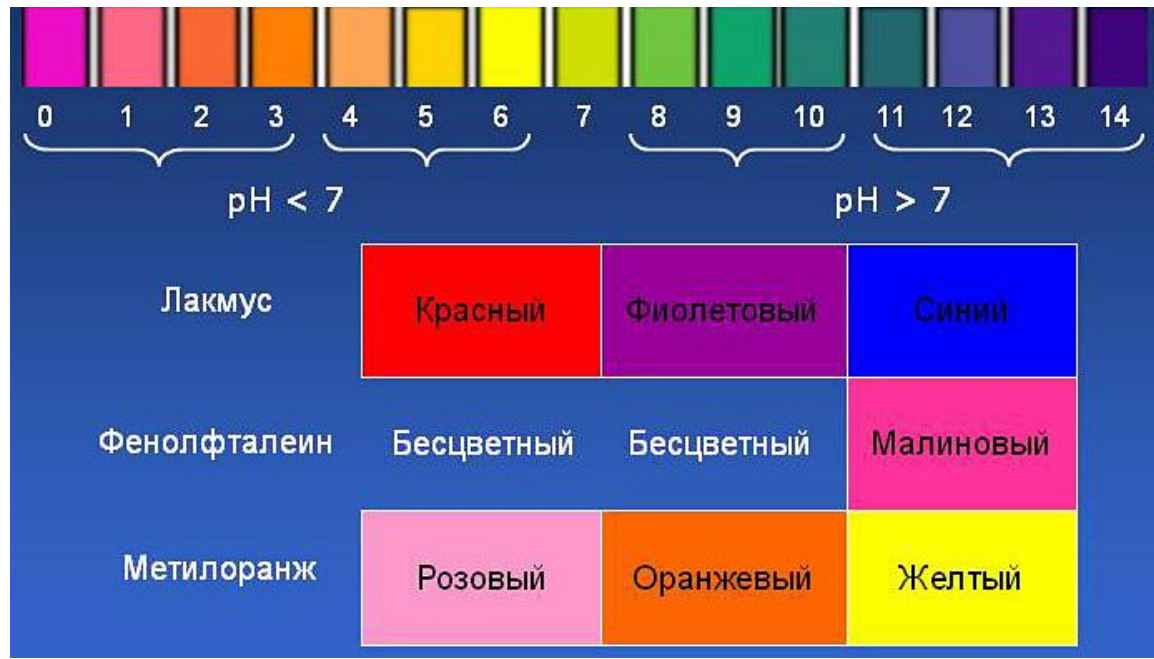 0 1 2 3 4 5 6 7 8 9 10 11 12 13 14
pH < 7 pH > 7
Лакмус Красный Фиолетовый Синий
Фенолфталеин Бесцветный Бесцветный Малиновый
Метилоранж Розовый Оранжевый Желтый